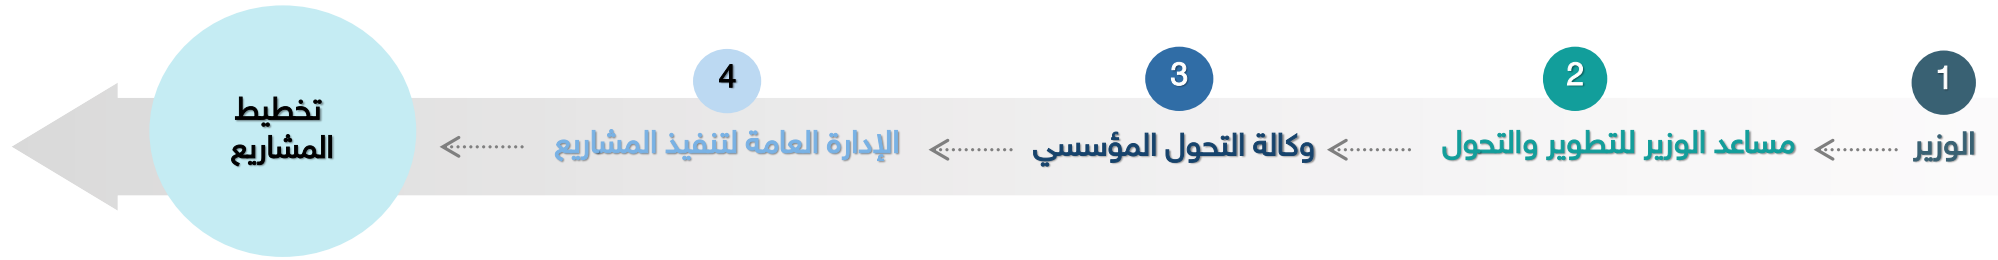 1
الوزير
2
مساعد الوزير للتطوير والتحول
3
وكالة التحول المؤسسي
4
الإدارة العامة لتنفيذ المشاريع
تخطيط
المشاريع